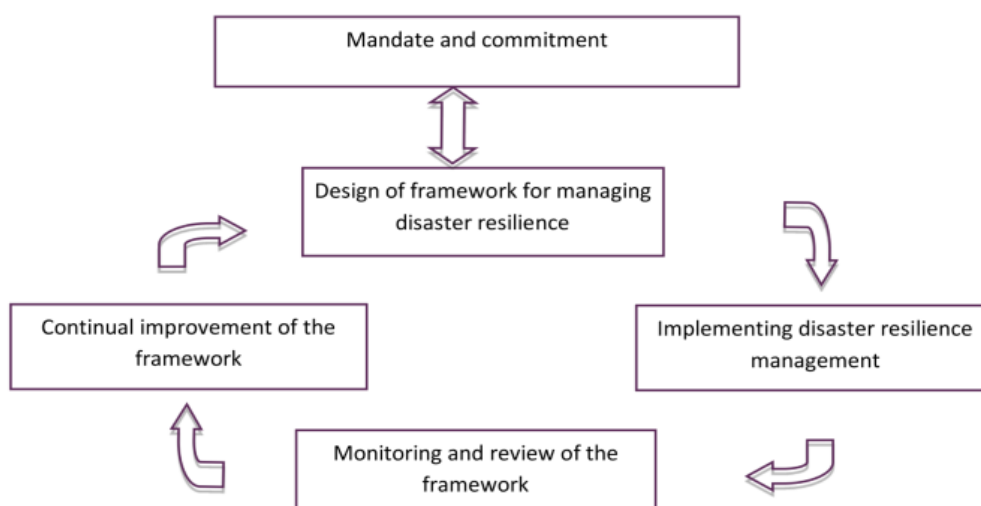 Mandate and commitment
Design of framework for managing
disaster resilience
Continual improvement of the
framework
Implementing disaster resilience
management
Monitoring and review of the
framework